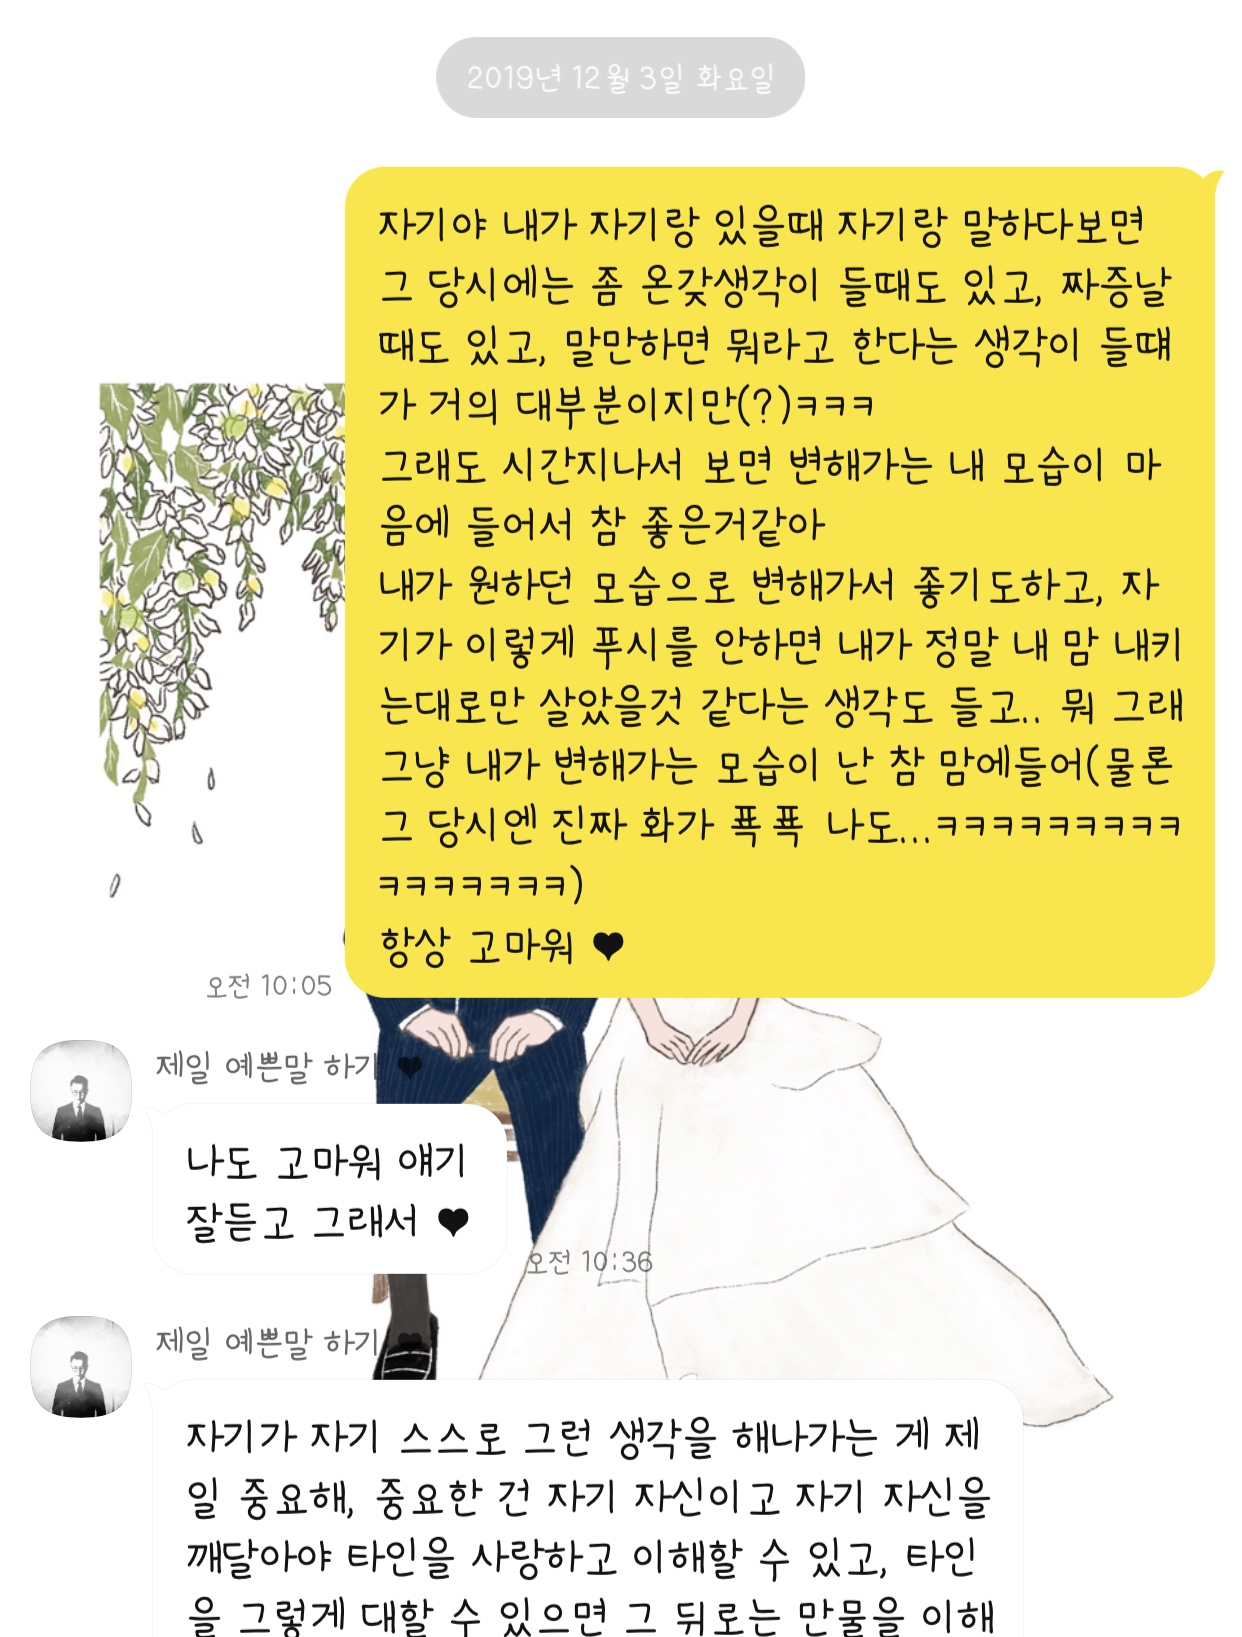 2019년 12월 3일 화요일
자기야 내가 자기랑 있을때 자기랑 말하다보면
그 당시에는 좀 온갖생각이 들때도 있고, 짜증날
때도 있고, 말만하면 뭐라고 한다는 생각이 들떄
가 거의 대부분이지만(?)ㅋㅋㅋ
그래도 시간지나서 보면 변해가는 내 모습이 마
음에 들어서 참 좋은거같아
내가 원하던 모습으로 변해가서 좋기도하고, 자
기가 이렇게 푸시를 안하면 내가 정말 내 맘 내키
는대로만 살았을것 같다는 생각도 들고.. 뭐 그래
그냥 내가 변해가는 모습이 난 참 맘에들어(물론
그 당시엔 진짜 화가 푝푝 나도...ㅋㅋㅋㅋㅋㅋㅋㅋㅋ
ㅋㅋㅋㅋㅋㅋㅋ)
항상 고마워 ♥
오전 10:05
제일 예쁜말 하기 ♥
나도 고마워 얘기
잘듣고 그래서 ♥
오전 10:36
제일 예쁜말 하기 ♥
자기가 자기 스스로 그런 생각을 해나가는 게 제
일 중요해, 중요한 건 자기 자신이고 자기 자신을
깨달아야 타인을 사랑하고 이해할 수 있고, 타인
을 그렇게 대할 수 있으면 그 뒤로는 만물을 이해